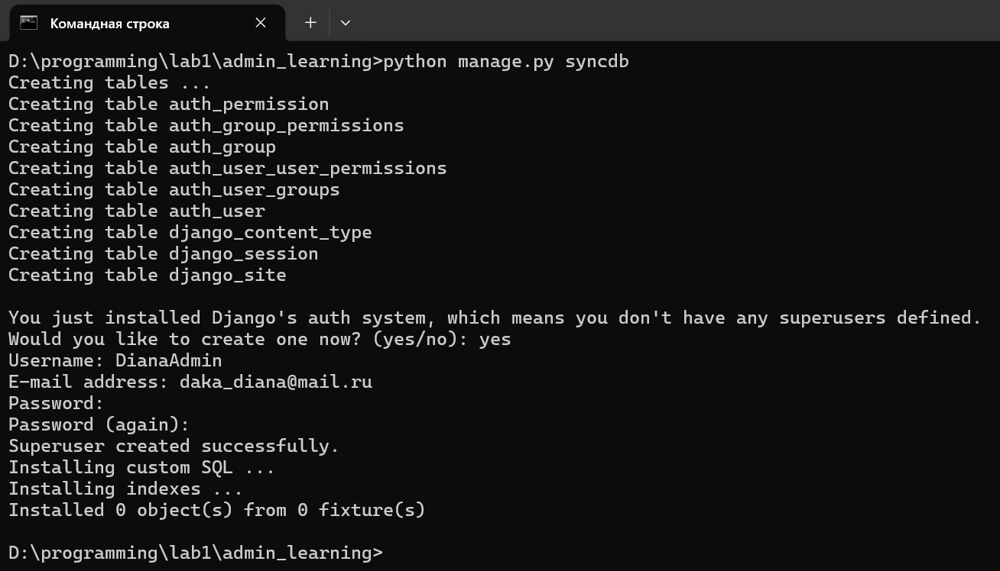 Командная строка
D:\programming\lab1\admin_learning>python manage.py syncdb
Creating tables ...
Creating table auth_permission
Creating table auth_group_permissions
Creating table auth_group
Creating table auth_user_user_permissions
Creating table auth_user_groups
Creating table auth_user
Creating table django_content_type
Creating table django_session
Creating table django_site
You just installed Django's auth system, which means you don't have any superusers defined.
Would you like to create one now? (yes/no): yes
Username: DianaAdmin
E-mail address: daka_diana@mail.ru
Password:
Password (again):
Superuser created successfully.
Installing custom SQL ...
Installing indexes ...
Installed 0 object(s) from 0 fixture(s)
D:\programming\lab1\admin_learning>